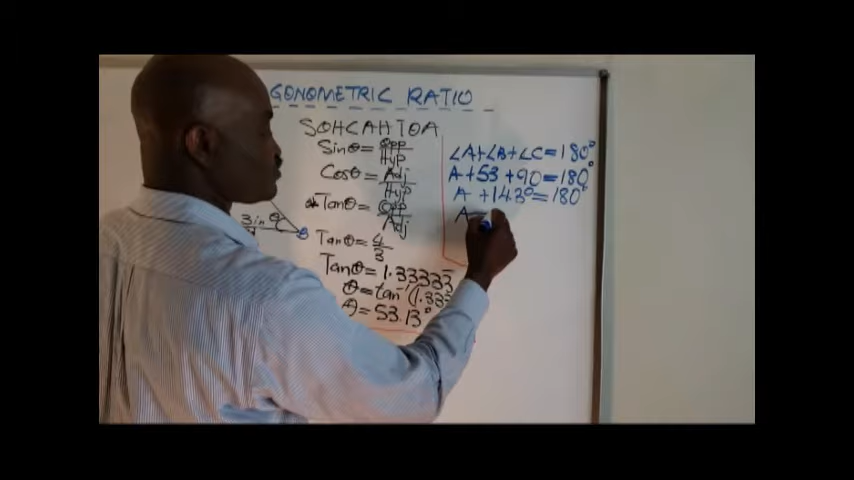 GONOMETRIC RATIO
SOHCAHTOA
Sinθ = Opp/Hyp
Cosθ = Adj/Hyp
* Tanθ = Opp/Adj
3in θ
Tanθ = 4/3
Tanθ = 1.33333
θ = tan⁻¹(1.333
θ = 53.13°
∠A+∠B+∠C=180°
A+53+90=180°
A +143°=180°
A